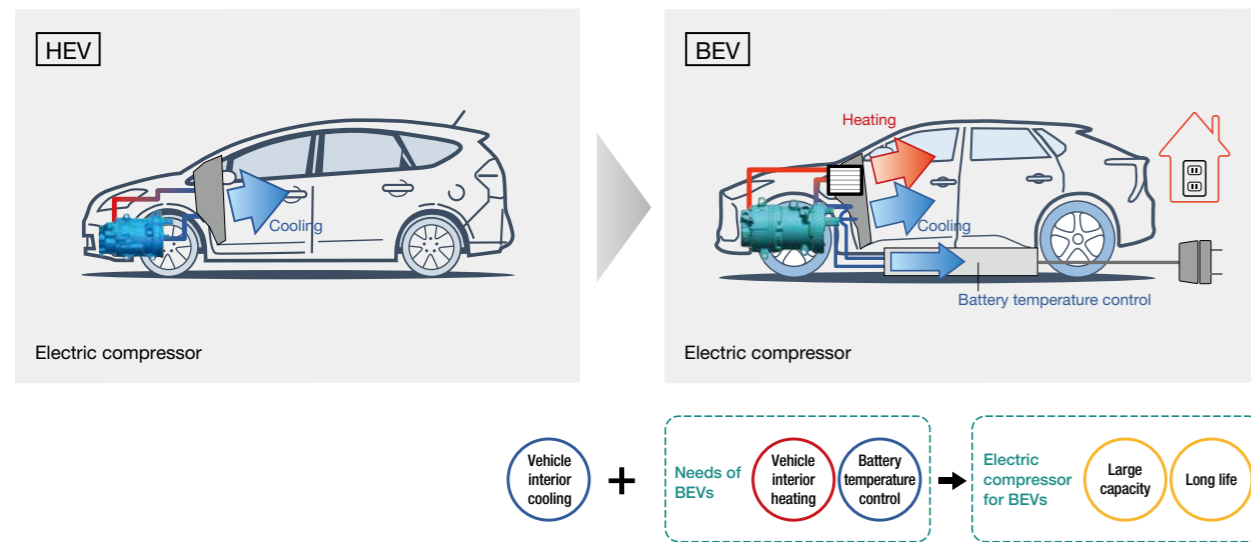 HEV
Cooling
Electric compressor
BEV
Heating
Cooling
Battery temperature control
Electric compressor
Vehicle
interior
cooling
+
Needs of
BEVs
Vehicle
interior
heating
Battery
temperature
control
Electric
compressor
for BEVs
Large
capacity
Long life